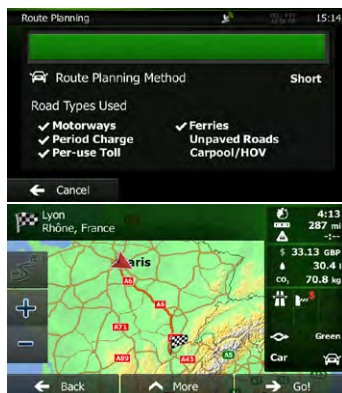 Route Planning
15:14
Route Planning Method
Short
Road Types Used
Motorways
Ferries
Period Charge
Unpaved Roads
Per-use Toll
Carpool/HOV
Cancel
Lyon
Rhône, France
4:13
287 mi
-:--
$ 33.13 GBP
30.4 l
CO₂ 70.8 kg
$
Green
Car
aris
A6
A6
A71
A89
A43
A5
Back
More
Go!